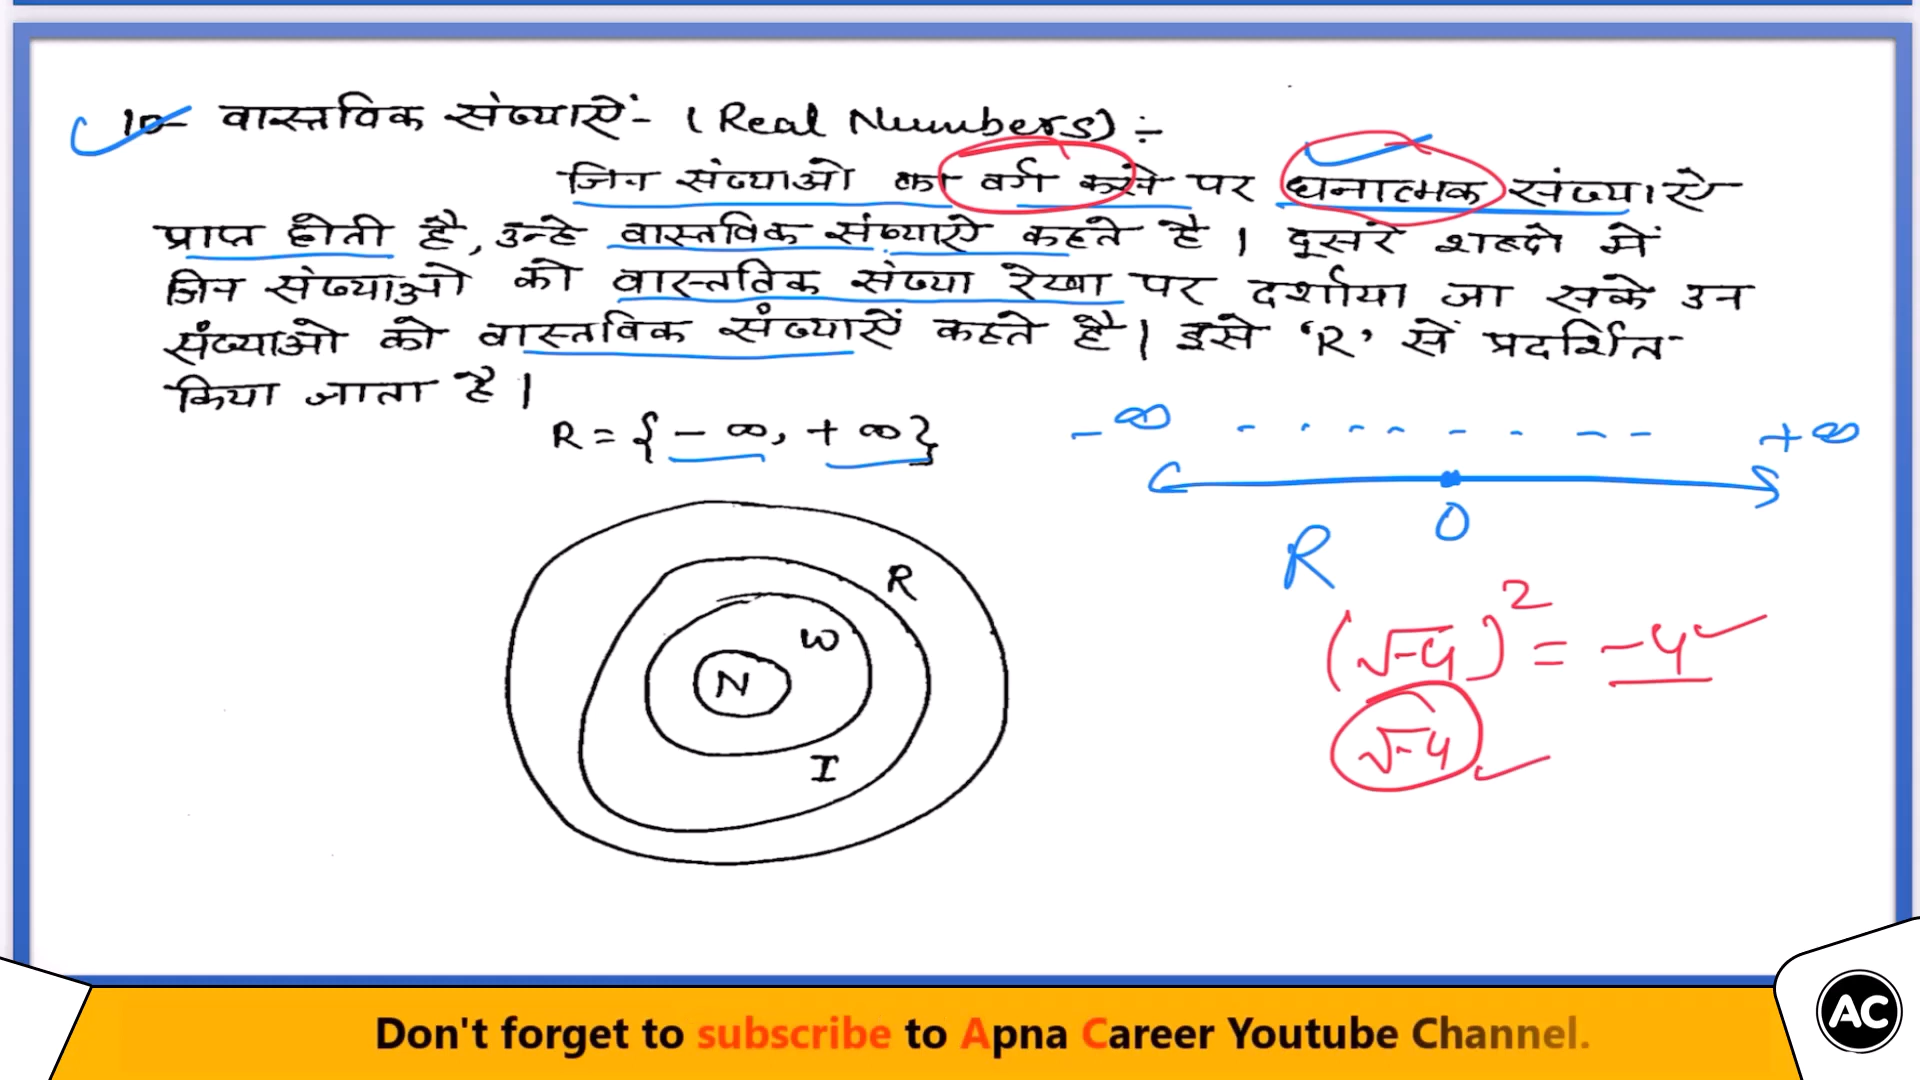 10- वास्तविक संख्याऐं- (Real Numbers) ÷
जिन संख्याओ का वर्ग करने पर घनात्मक संख्याऐ
प्राप्त होती है, उन्हे वास्तविक संख्याऐ कहते है। दूसरे शब्दो में
जिन संख्याओ को वास्तविक संख्या रेखा पर दर्शाया जा सके उन
संख्याओ को वास्तविक संख्याऐं कहते है। इसे 'R' सें प्रदर्शित
किया जाता है।
R = {- ∞, + ∞}
- ∞ - - - - - - - - - + ∞
0
R
R
W
N
I
(√-4)² = -4
√-4
Don't forget to subscribe to Apna Career Youtube Channel.
AC